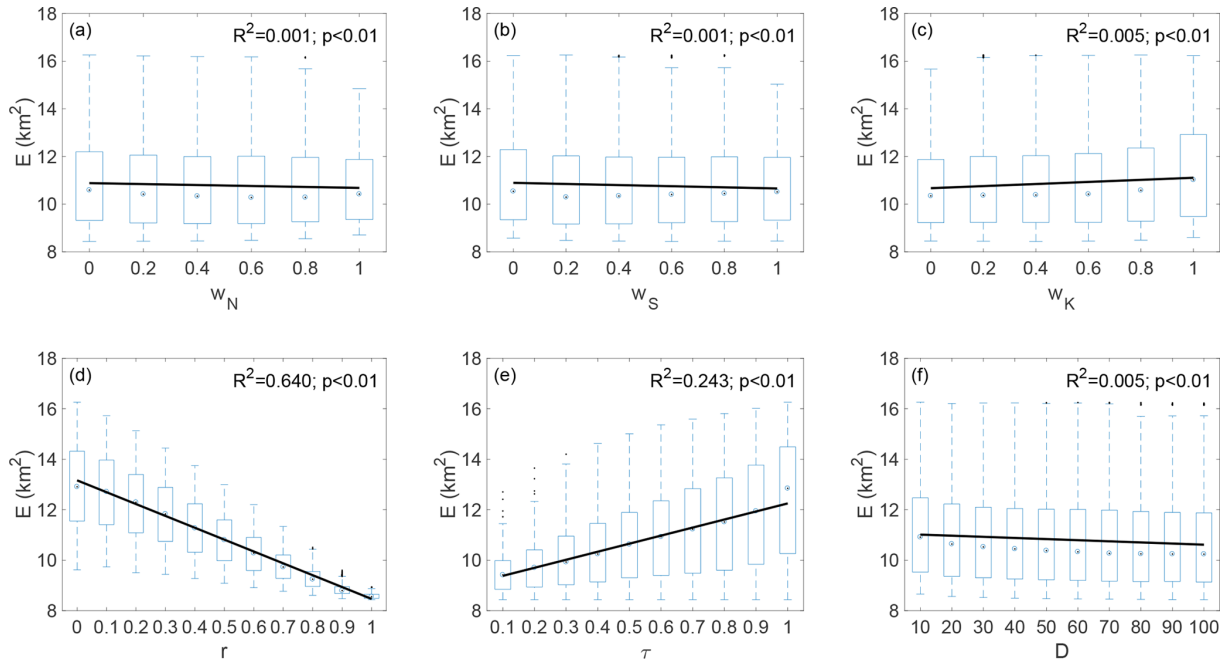 (a)
R²=0.001; p<0.01
18
16
14
12
10
8
E (km²)
0 0.2 0.4 0.6 0.8 1
w_N
(b)
R²=0.001; p<0.01
18
16
14
12
10
8
E (km²)
0 0.2 0.4 0.6 0.8 1
w_S
(c)
R²=0.005; p<0.01
18
16
14
12
10
8
E (km²)
0 0.2 0.4 0.6 0.8 1
w_K
(d)
R²=0.640; p<0.01
18
16
14
12
10
8
E (km²)
0 0.1 0.2 0.3 0.4 0.5 0.6 0.7 0.8 0.9 1
r
(e)
R²=0.243; p<0.01
18
16
14
12
10
8
E (km²)
0.1 0.2 0.3 0.4 0.5 0.6 0.7 0.8 0.9 1
τ
(f)
R²=0.005; p<0.01
18
16
14
12
10
8
E (km²)
10 20 30 40 50 60 70 80 90 100
D